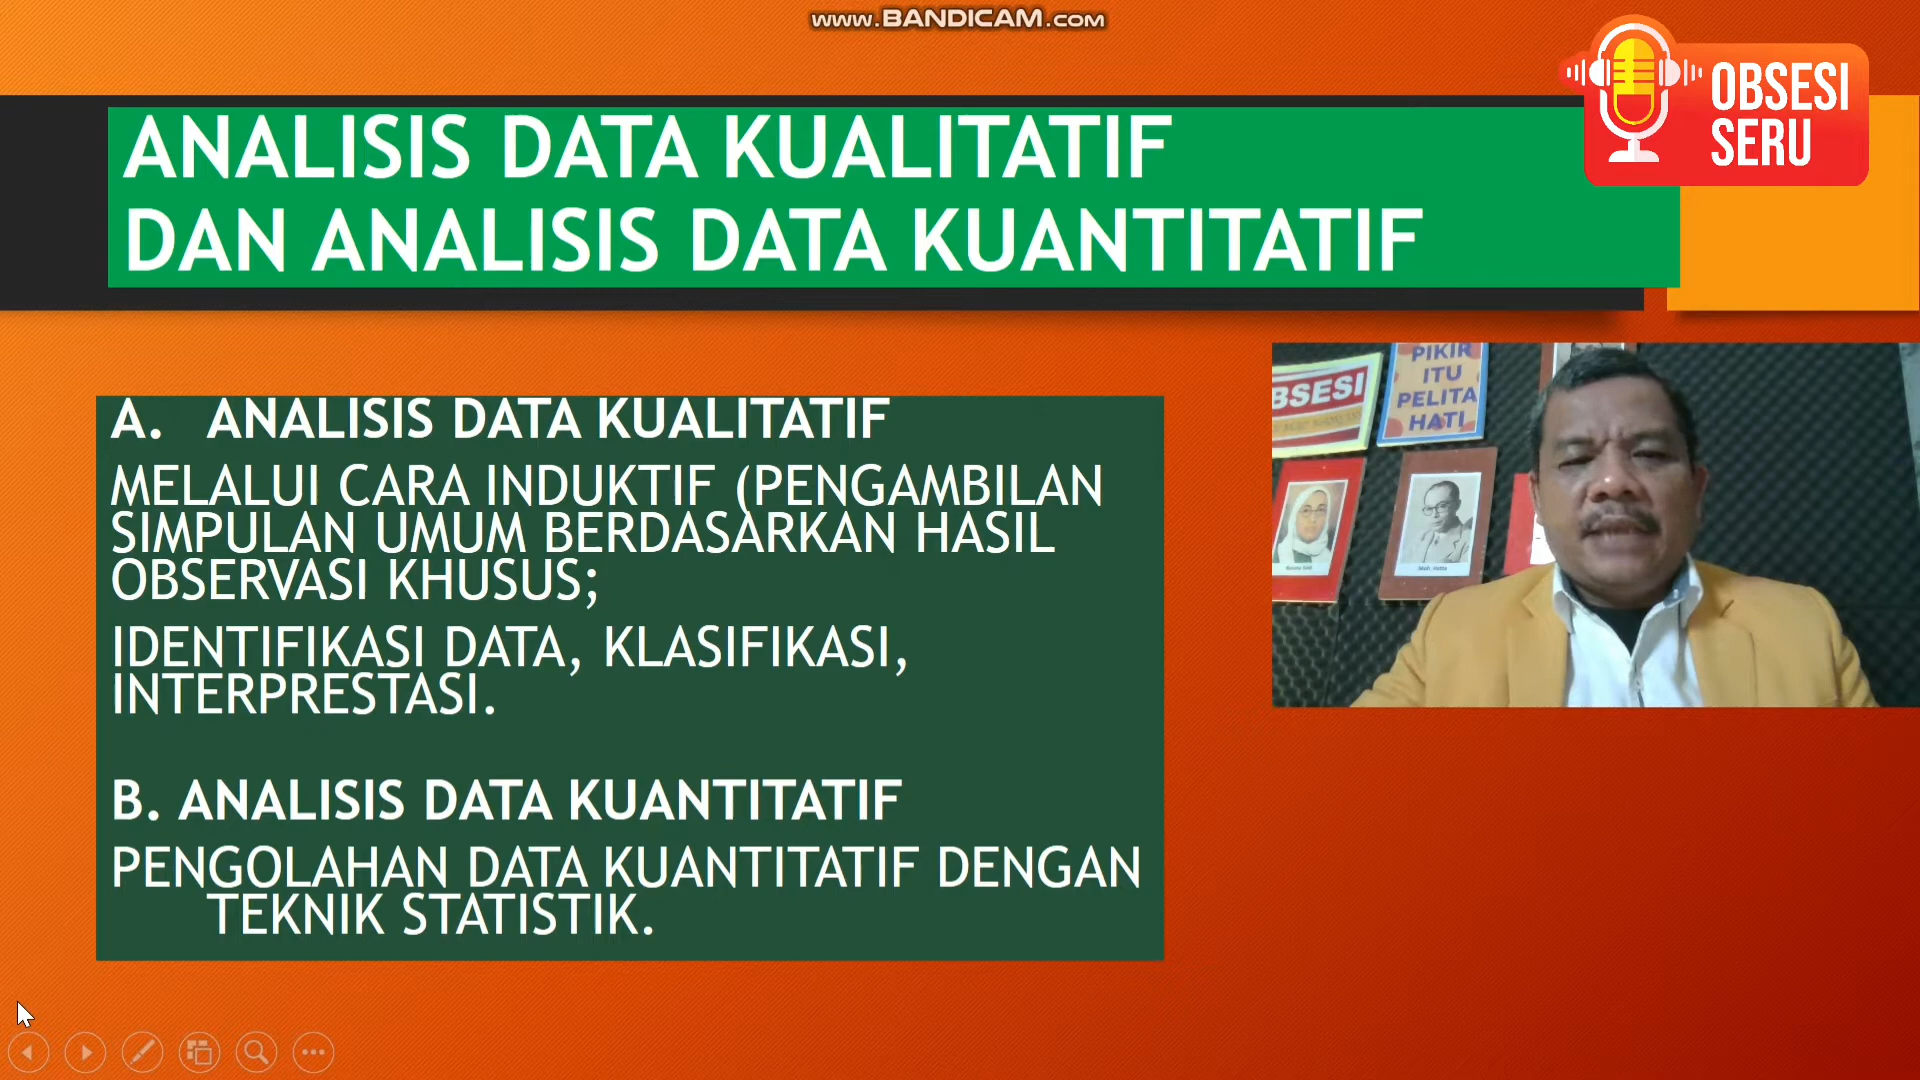 www.BANDICAM.com
OBSESI
SERU
ANALISIS DATA KUALITATIF
DAN ANALISIS DATA KUANTITATIF
A. ANALISIS DATA KUALITATIF
MELALUI CARA INDUKTIF (PENGAMBILAN
SIMPULAN UMUM BERDASARKAN HASIL
OBSERVASI KHUSUS;
IDENTIFIKASI DATA, KLASIFIKASI,
INTERPRESTASI.
B. ANALISIS DATA KUANTITATIF
PENGOLAHAN DATA KUANTITATIF DENGAN
TEKNIK STATISTIK.
BSESI
PIKIR
ITU
PELITA
HATI
Moh. Hatta